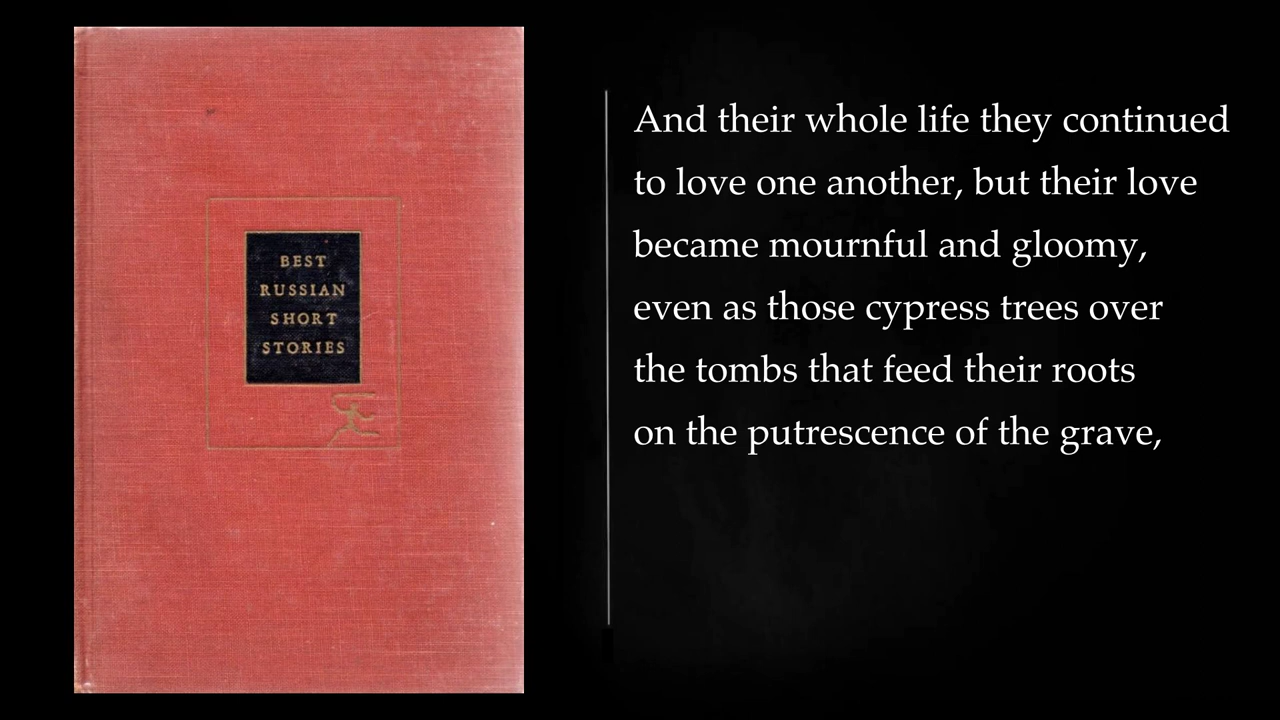 BEST
RUSSIAN
SHORT
STORIES
And their whole life they continued
to love one another, but their love
became mournful and gloomy,
even as those cypress trees over
the tombs that feed their roots
on the putrescence of the grave,